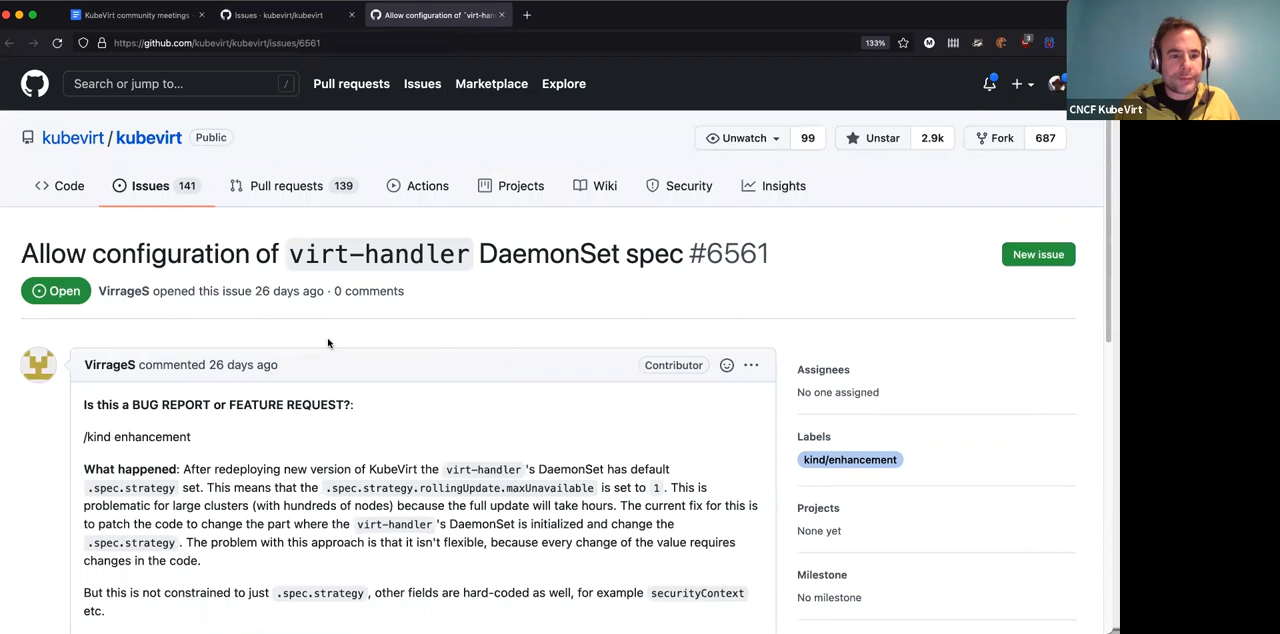 KubeVirt community meetings
Issues · kubevirt/kubevirt
Allow configuration of `virt-han
https://github.com/kubevirt/kubevirt/issues/6561
133%
3
CNCF KubeVirt
Search or jump to...
/
Pull requests
Issues
Marketplace
Explore
kubevirt / kubevirt
Public
Unwatch
99
Unstar
2.9k
Fork
687
Code
Issues 141
Pull requests 139
Actions
Projects
Wiki
Security
Insights
Allow configuration of virt-handler DaemonSet spec #6561
New issue
Open
VirrageS opened this issue 26 days ago · 0 comments
VirrageS commented 26 days ago
Contributor
Is this a BUG REPORT or FEATURE REQUEST?:
/kind enhancement
What happened: After redeploying new version of KubeVirt the virt-handler 's DaemonSet has default
.spec.strategy set. This means that the .spec.strategy.rollingUpdate.maxUnavailable is set to 1 . This is
problematic for large clusters (with hundreds of nodes) because the full update will take hours. The current fix for this is
to patch the code to change the part where the virt-handler 's DaemonSet is initialized and change the
.spec.strategy . The problem with this approach is that it isn't flexible, because every change of the value requires
changes in the code.
But this is not constrained to just .spec.strategy , other fields are hard-coded as well, for example securityContext
etc.
Assignees
No one assigned
Labels
kind/enhancement
Projects
None yet
Milestone
No milestone